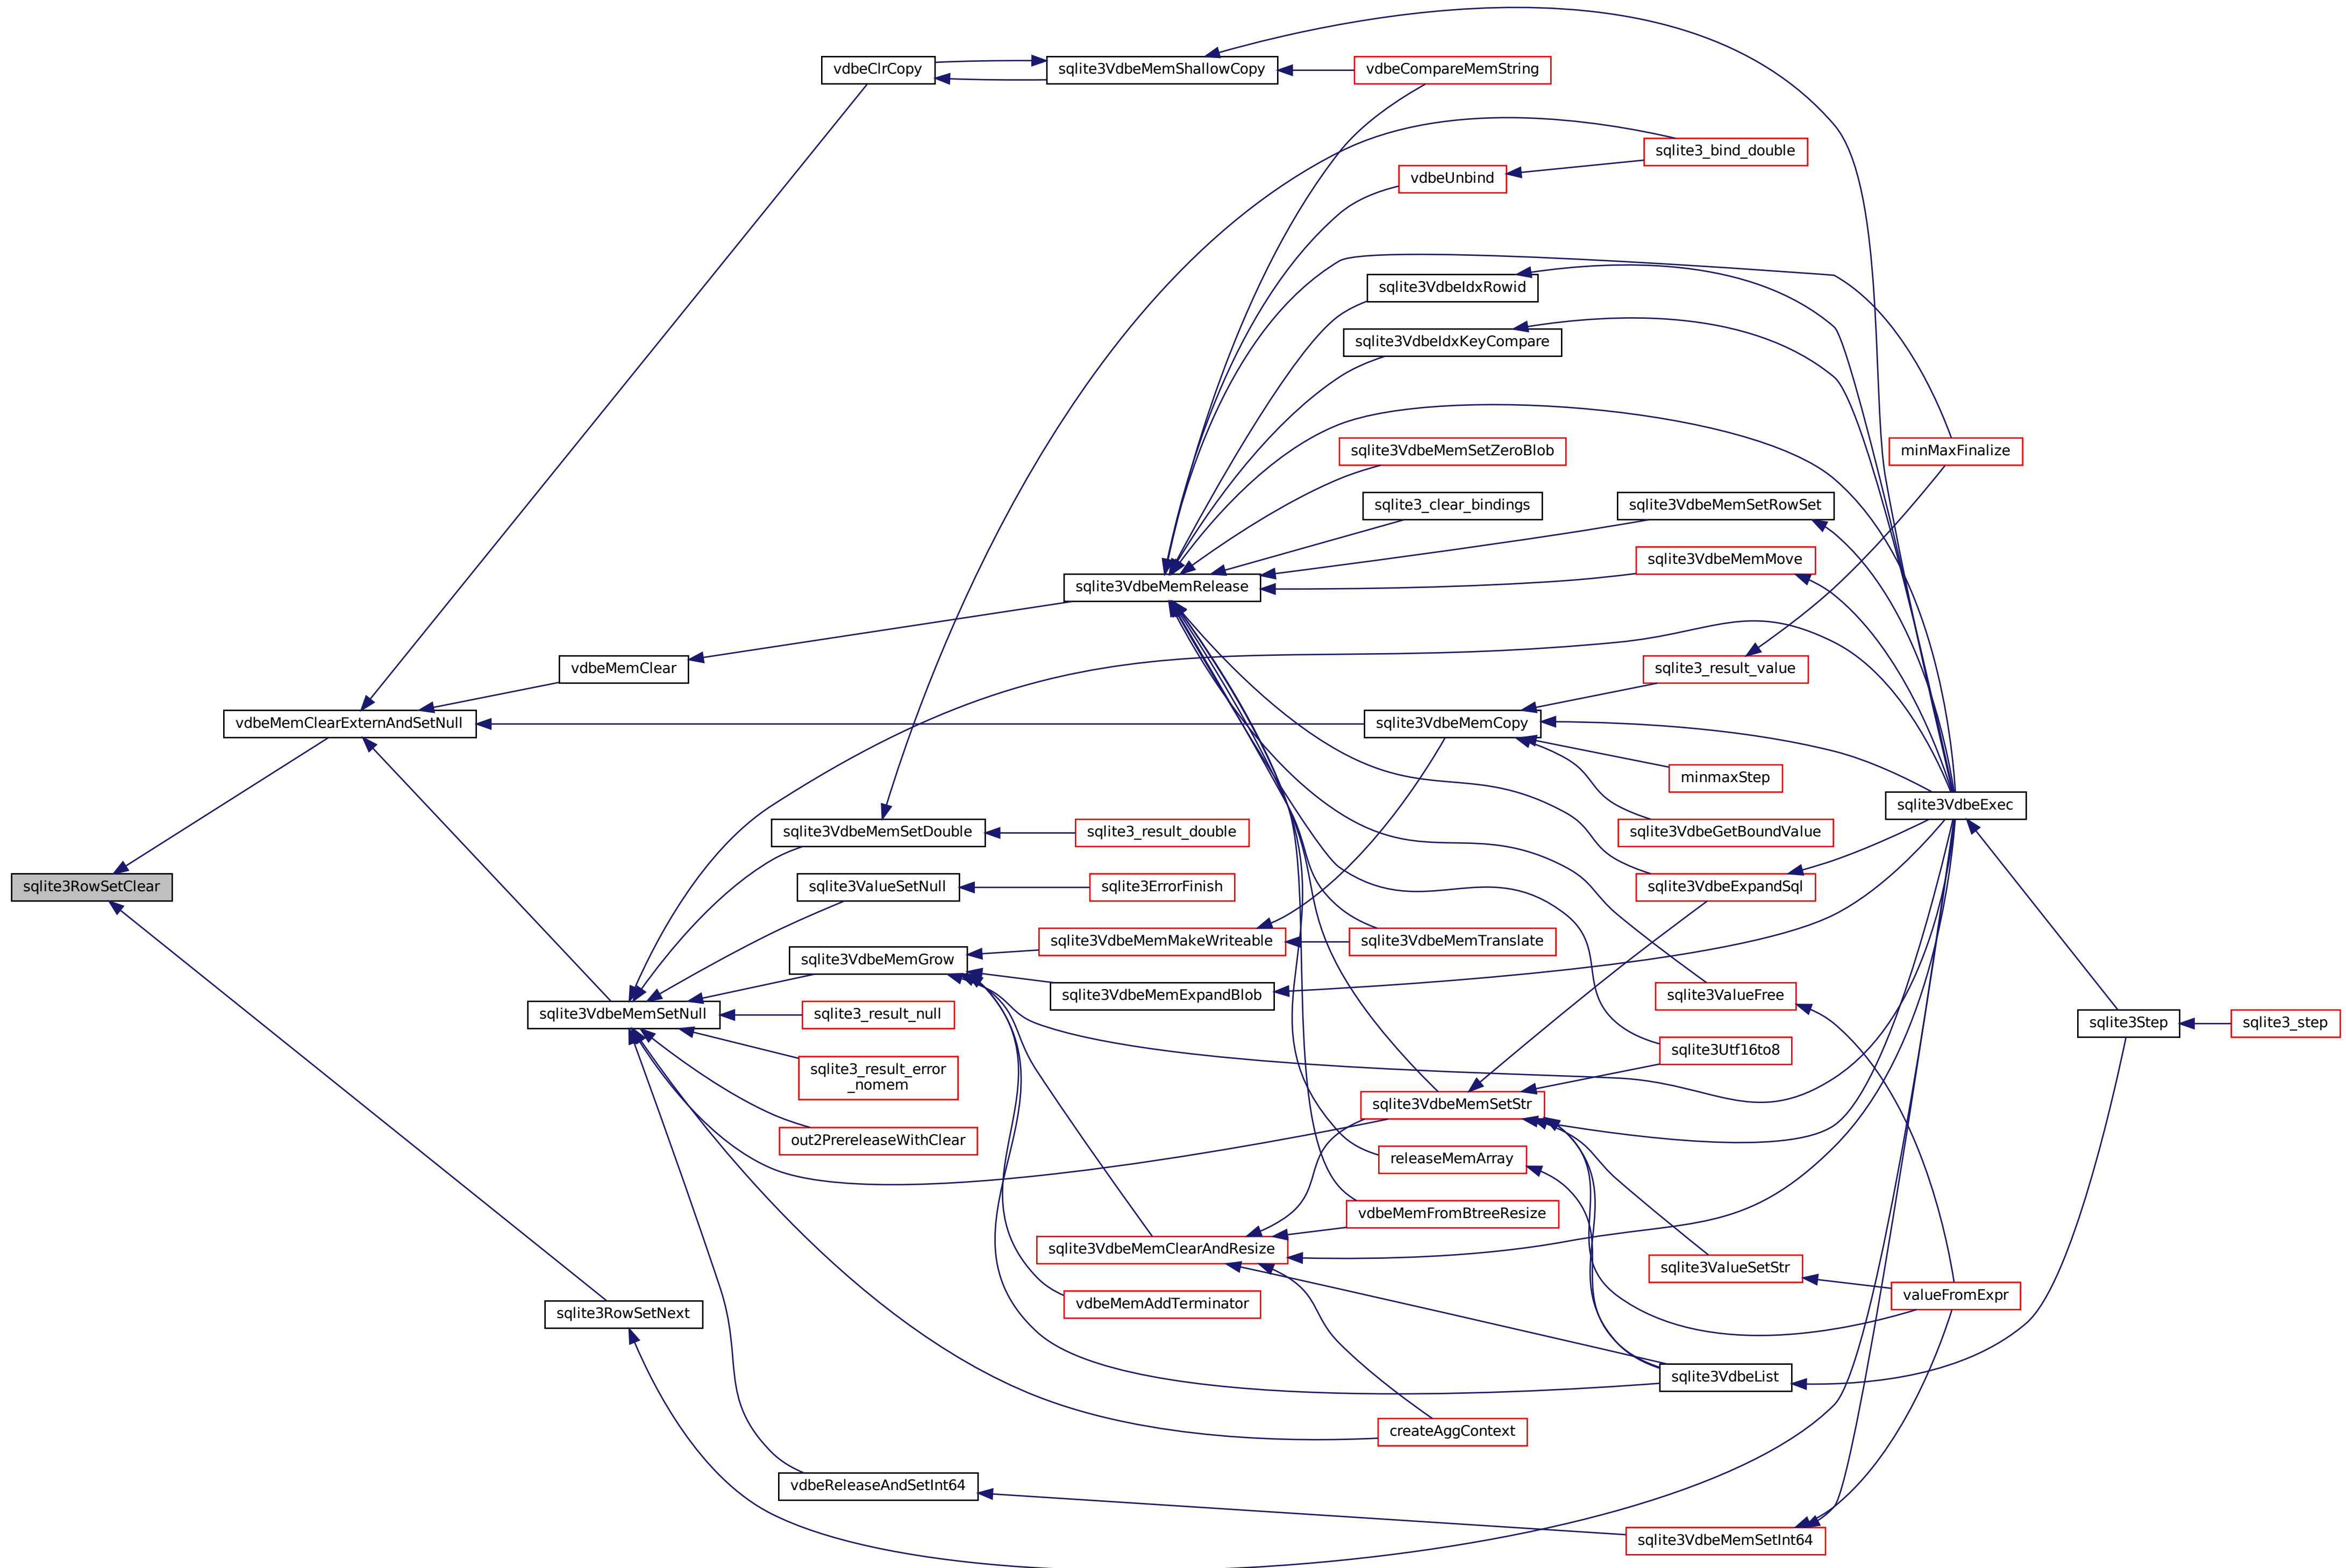 vdbeClrCopy
sqlite3VdbeMemShallowCopy
vdbeCompareMemString
sqlite3_bind_double
vdbeUnbind
sqlite3VdbeIdxRowid
sqlite3VdbeIdxKeyCompare
sqlite3VdbeMemSetZeroBlob
minMaxFinalize
sqlite3_clear_bindings
sqlite3VdbeMemSetRowSet
sqlite3VdbeMemMove
sqlite3VdbeMemRelease
vdbeMemClear
sqlite3_result_value
vdbeMemClearExternAndSetNull
sqlite3VdbeMemCopy
minmaxStep
sqlite3VdbeExec
sqlite3VdbeMemSetDouble
sqlite3_result_double
sqlite3VdbeGetBoundValue
sqlite3RowSetClear
sqlite3ValueSetNull
sqlite3ErrorFinish
sqlite3VdbeExpandSql
sqlite3VdbeMemMakeWriteable
sqlite3VdbeMemTranslate
sqlite3VdbeMemGrow
sqlite3VdbeMemExpandBlob
sqlite3ValueFree
sqlite3VdbeMemSetNull
sqlite3_result_null
sqlite3Step
sqlite3_step
sqlite3Utf16to8
sqlite3_result_error
_nomem
sqlite3VdbeMemSetStr
out2PrereleaseWithClear
releaseMemArray
vdbeMemFromBtreeResize
sqlite3VdbeMemClearAndResize
sqlite3ValueSetStr
vdbeMemAddTerminator
valueFromExpr
sqlite3RowSetNext
sqlite3VdbeList
createAggContext
vdbeReleaseAndSetInt64
sqlite3VdbeMemSetInt64